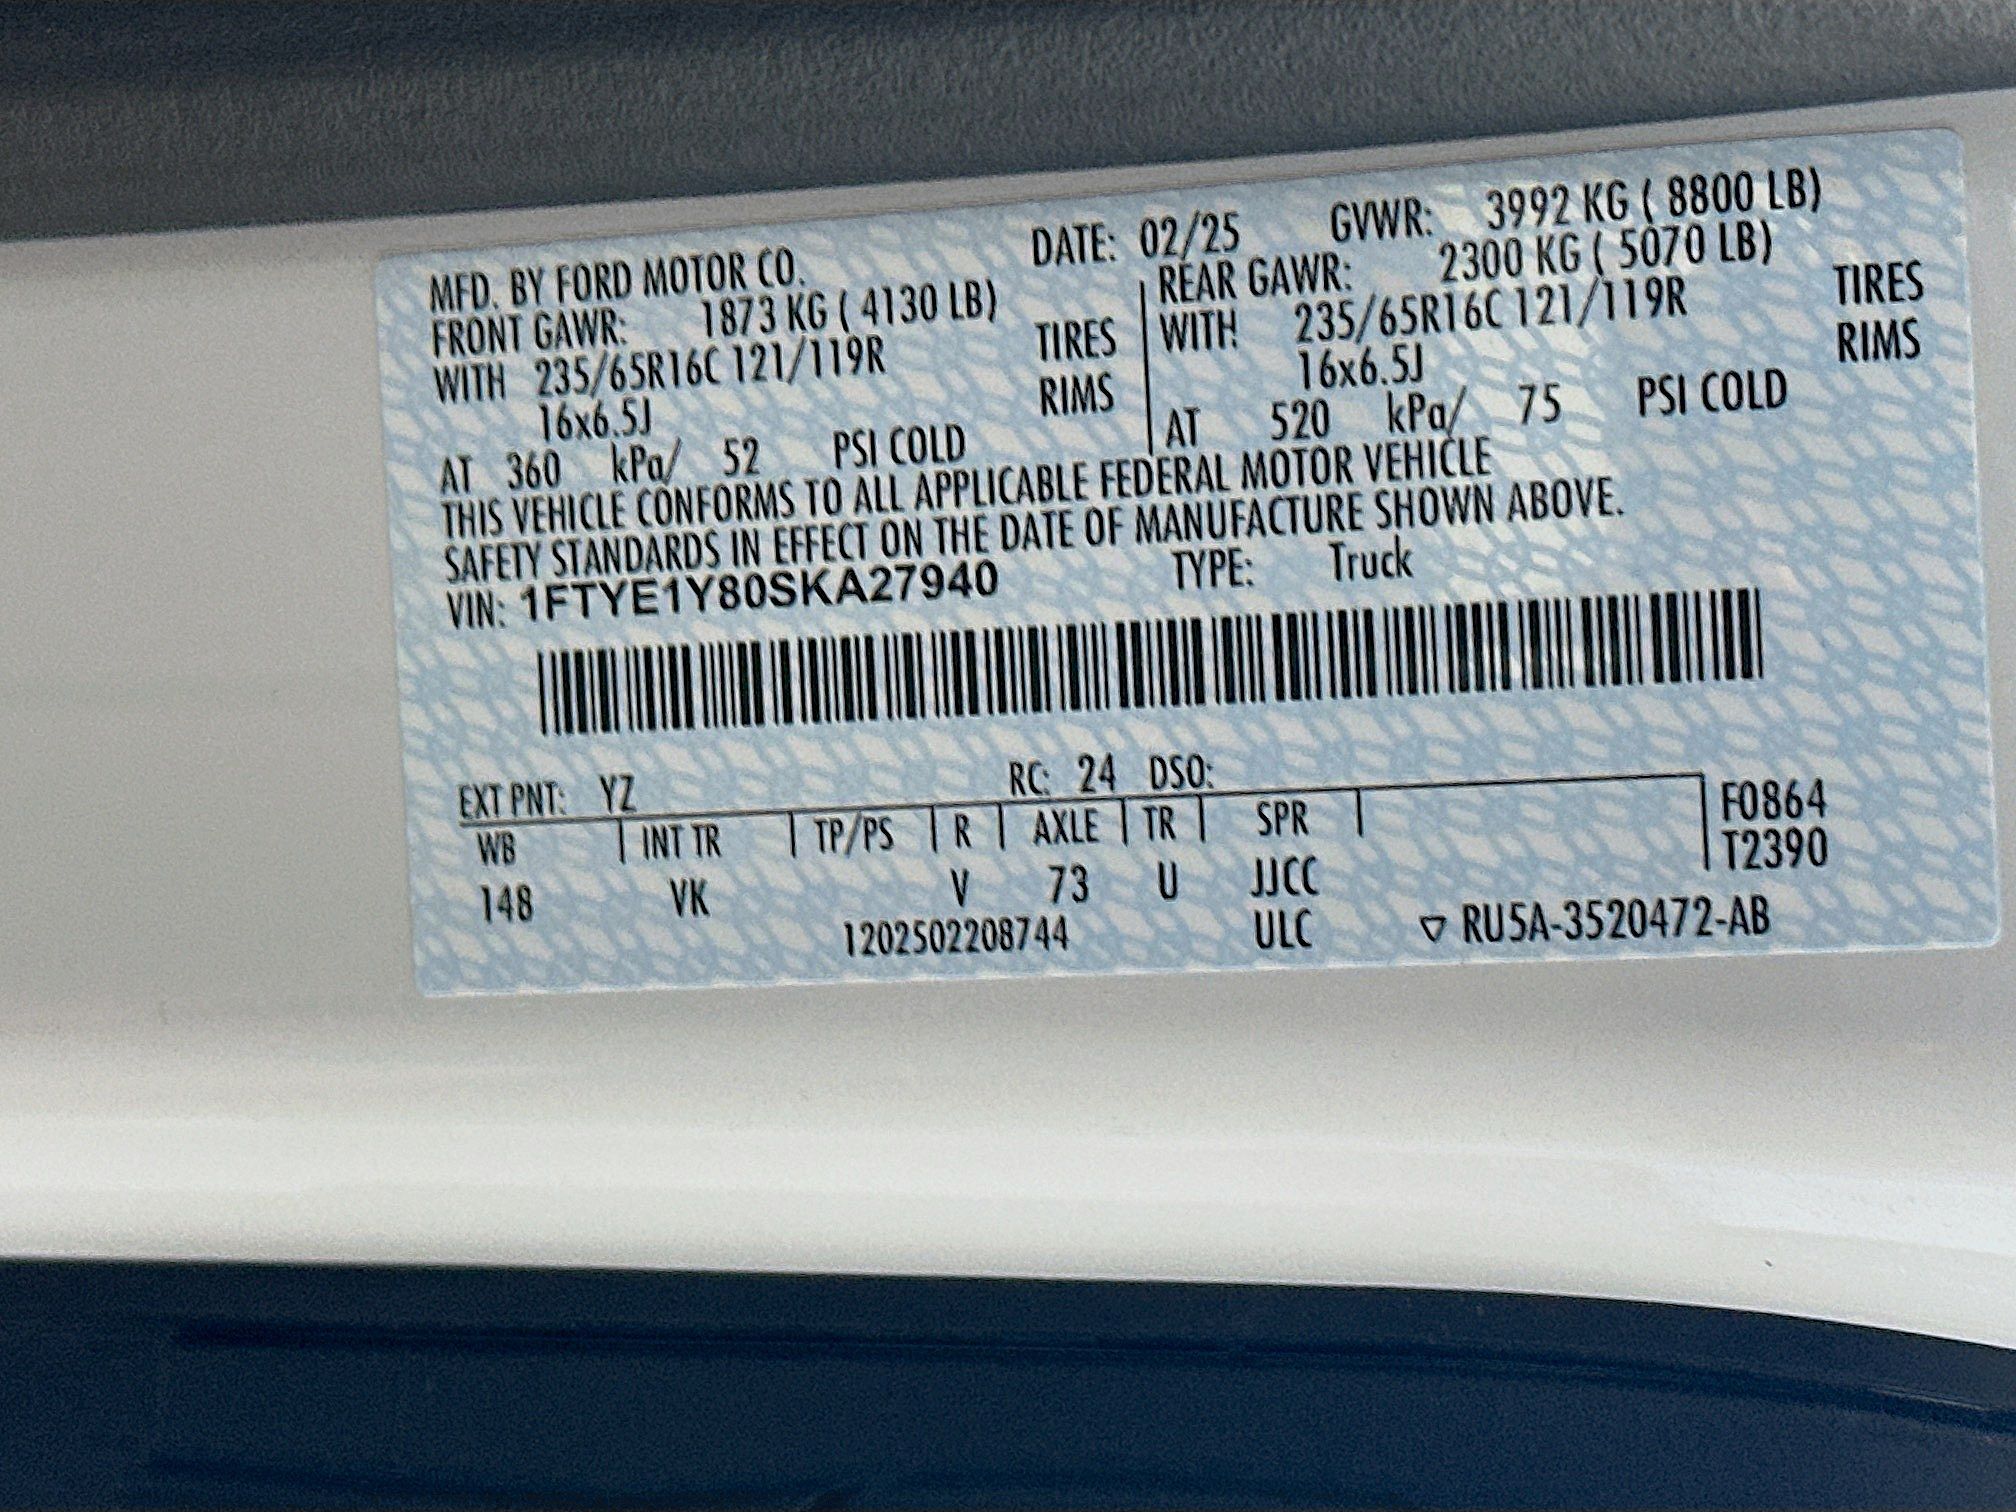 MFD. BY FORD MOTOR CO. DATE: 02/25 GVWR: 3992 KG ( 8800 LB)
FRONT GAWR: 1873 KG ( 4130 LB) REAR GAWR: 2300 KG ( 5070 LB)
WITH 235/65R16C 121/119R TIRES WITH 235/65R16C 121/119R TIRES
16x6.5J RIMS 16x6.5J RIMS
AT 360 kPa/ 52 PSI COLD AT 520 kPa/ 75 PSI COLD
THIS VEHICLE CONFORMS TO ALL APPLICABLE FEDERAL MOTOR VEHICLE
SAFETY STANDARDS IN EFFECT ON THE DATE OF MANUFACTURE SHOWN ABOVE.
VIN: 1FTYE1Y80SKA27940 TYPE: Truck
EXT PNT: YZ RC: 24 DSO:
WB INT TR TP/PS R AXLE TR SPR F0864
148 VK V 73 U JJCC T2390
1202502208744 ULC ▽ RU5A-3520472-AB